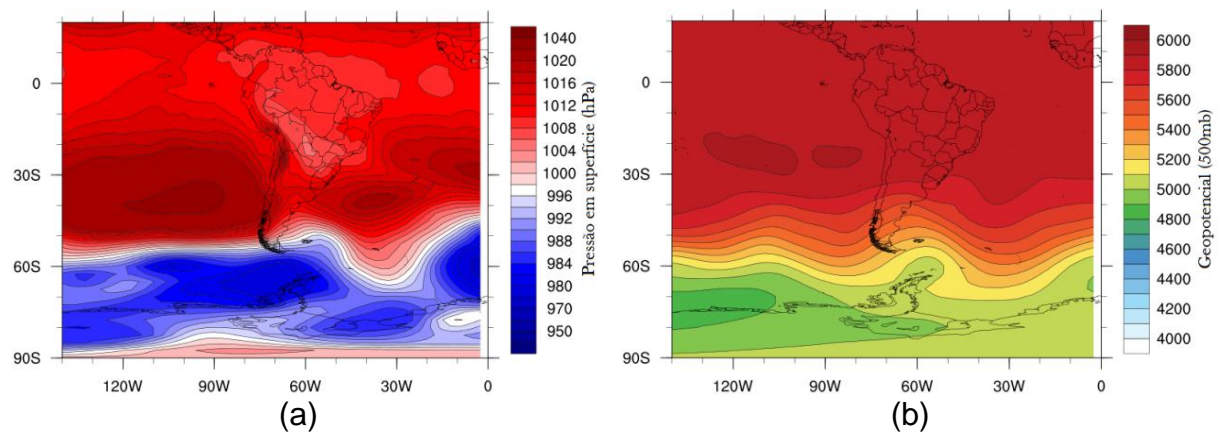 0
30S
60S
90S
120W
90W
60W
30W
0
1040
1020
1016
1012
1008
1004
1000
996
992
988
980
970
960
950
Pressão em superfície (hPa)
(a)
0
30S
60S
90S
120W
90W
60W
30W
0
6000
5800
5600
5400
5200
5000
4800
4600
4400
4200
4000
Geopotencial (500mb)
(b)